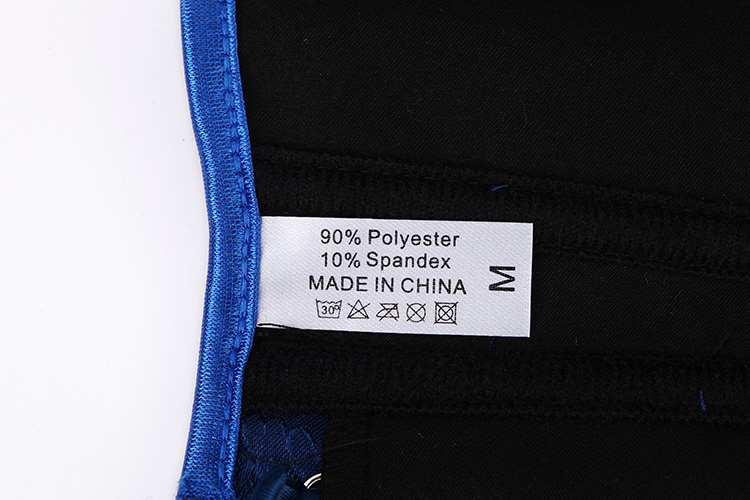 90% Polyester
10% Spandex
MADE IN CHINA
30°
M